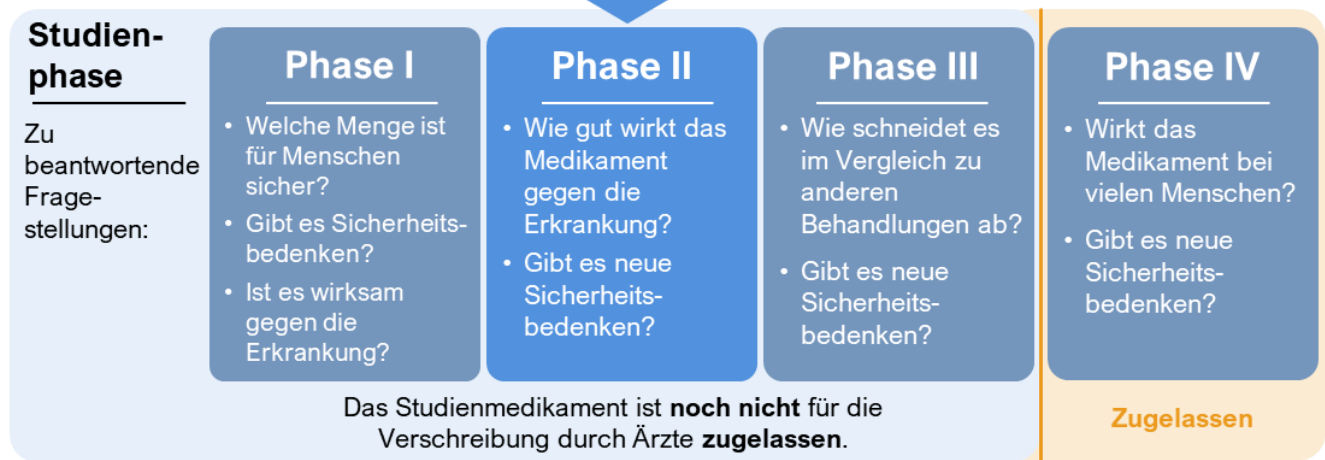 Studien-
phase
Zu
beantwortende
Frage-
stellungen:
Phase I
• Welche Menge ist
für Menschen
sicher?
• Gibt es Sicherheits-
bedenken?
• Ist es wirksam
gegen die
Erkrankung?
Phase II
• Wie gut wirkt das
Medikament
gegen die
Erkrankung?
• Gibt es neue
Sicherheits-
bedenken?
Phase III
• Wie schneidet es
im Vergleich zu
anderen
Behandlungen ab?
• Gibt es neue
Sicherheits-
bedenken?
Phase IV
• Wirkt das
Medikament bei
vielen Menschen?
• Gibt es neue
Sicherheits-
bedenken?
Das Studienmedikament ist noch nicht für die
Verschreibung durch Ärzte zugelassen.
Zugelassen